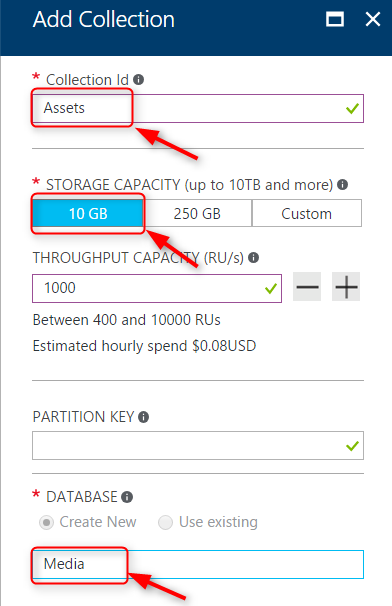 Add Collection
* Collection Id
Assets
* STORAGE CAPACITY (up to 10TB and more)
10 GB 250 GB Custom
THROUGHPUT CAPACITY (RU/s)
1000
Between 400 and 10000 RUs
Estimated hourly spend $0.08USD
PARTITION KEY
* DATABASE
Create New Use existing
Media